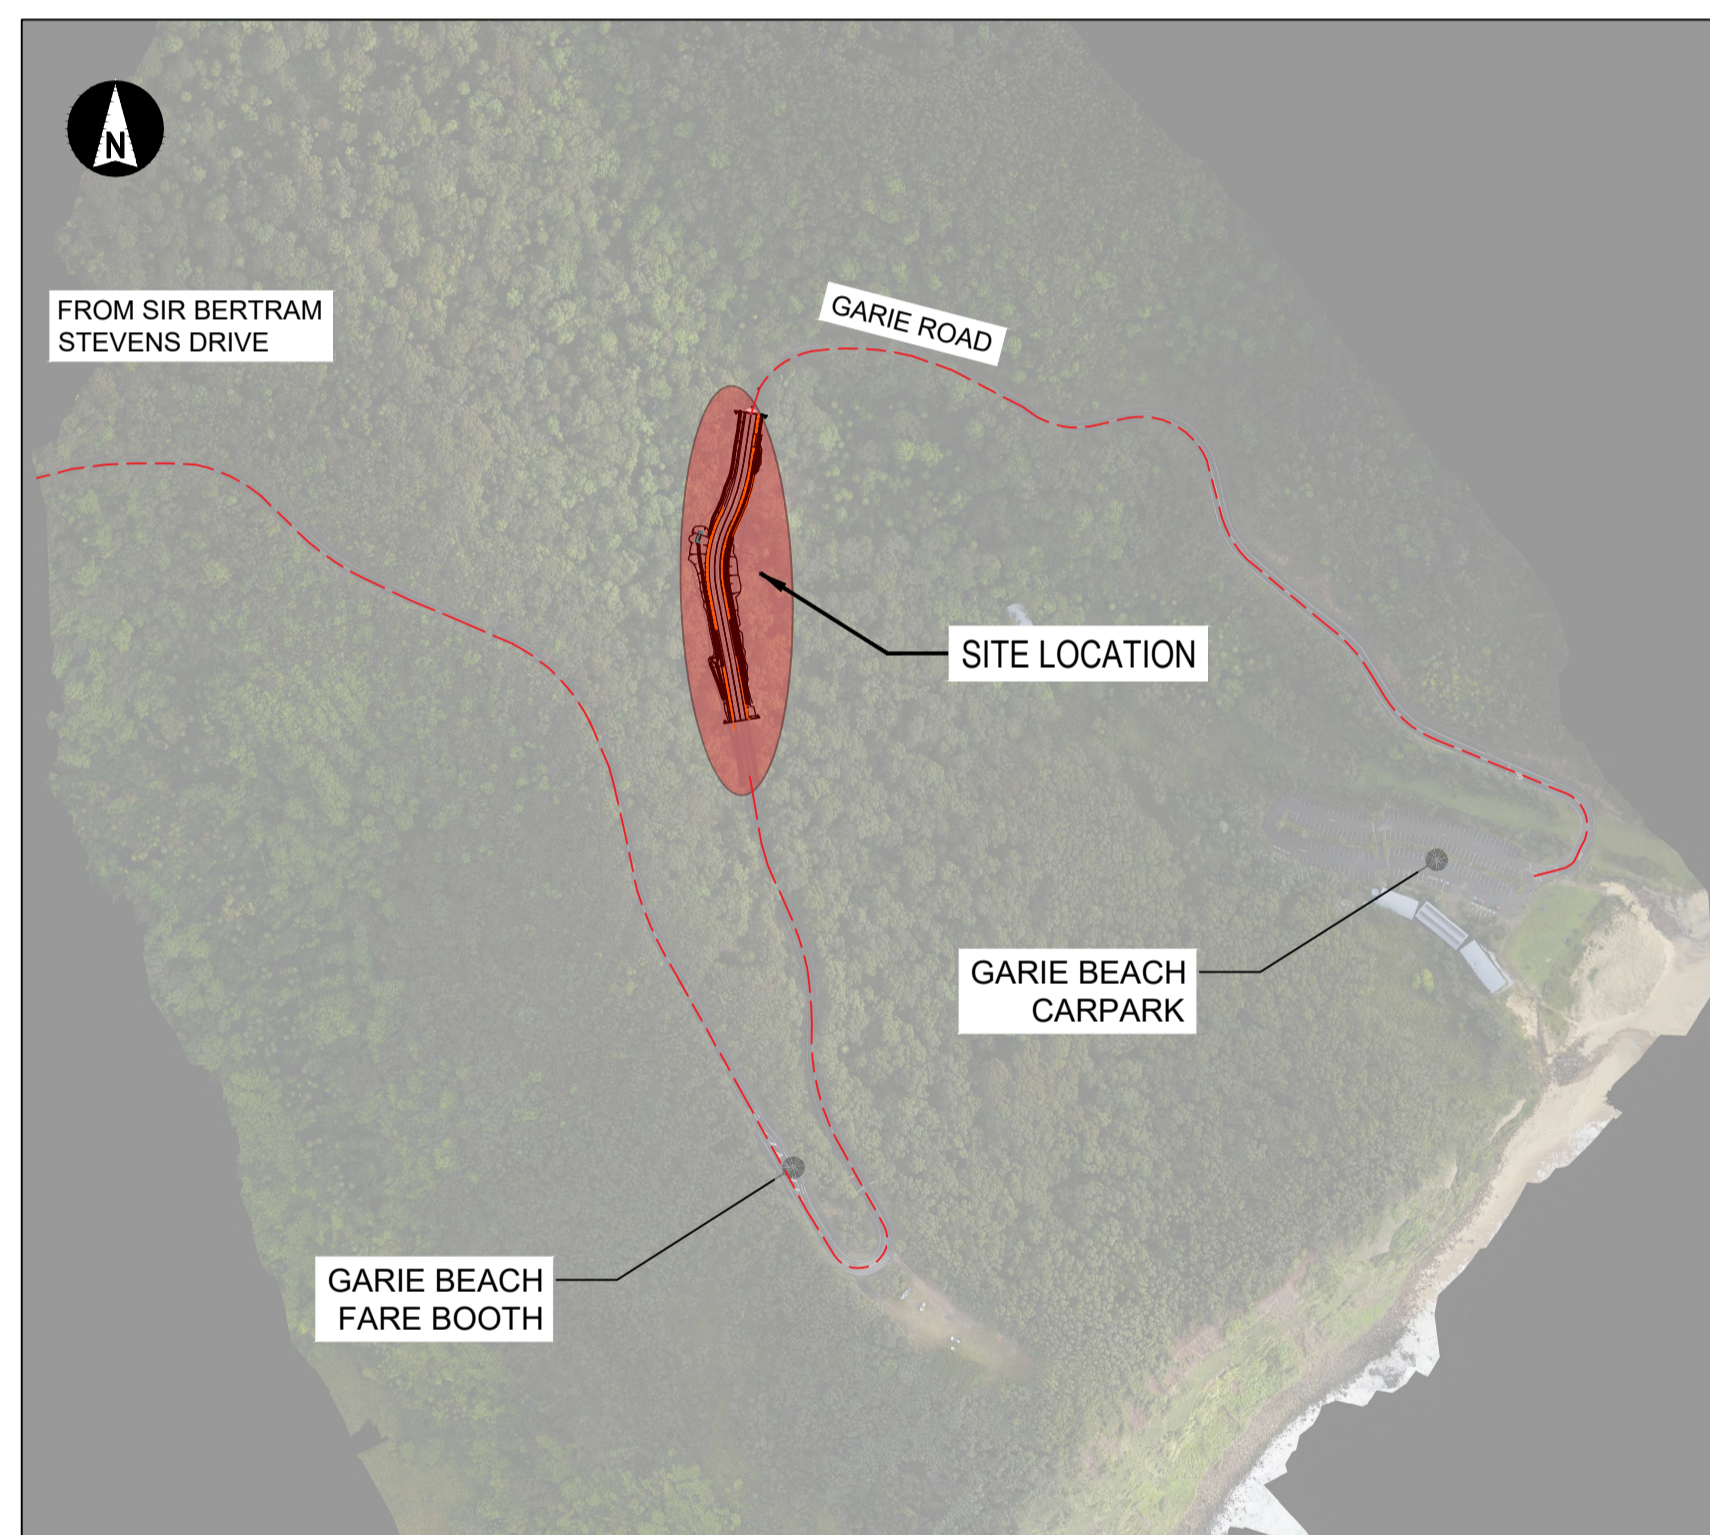 N
FROM SIR BERTRAM
STEVENS DRIVE
GARIE ROAD
SITE LOCATION
GARIE BEACH
CARPARK
GARIE BEACH
FARE BOOTH